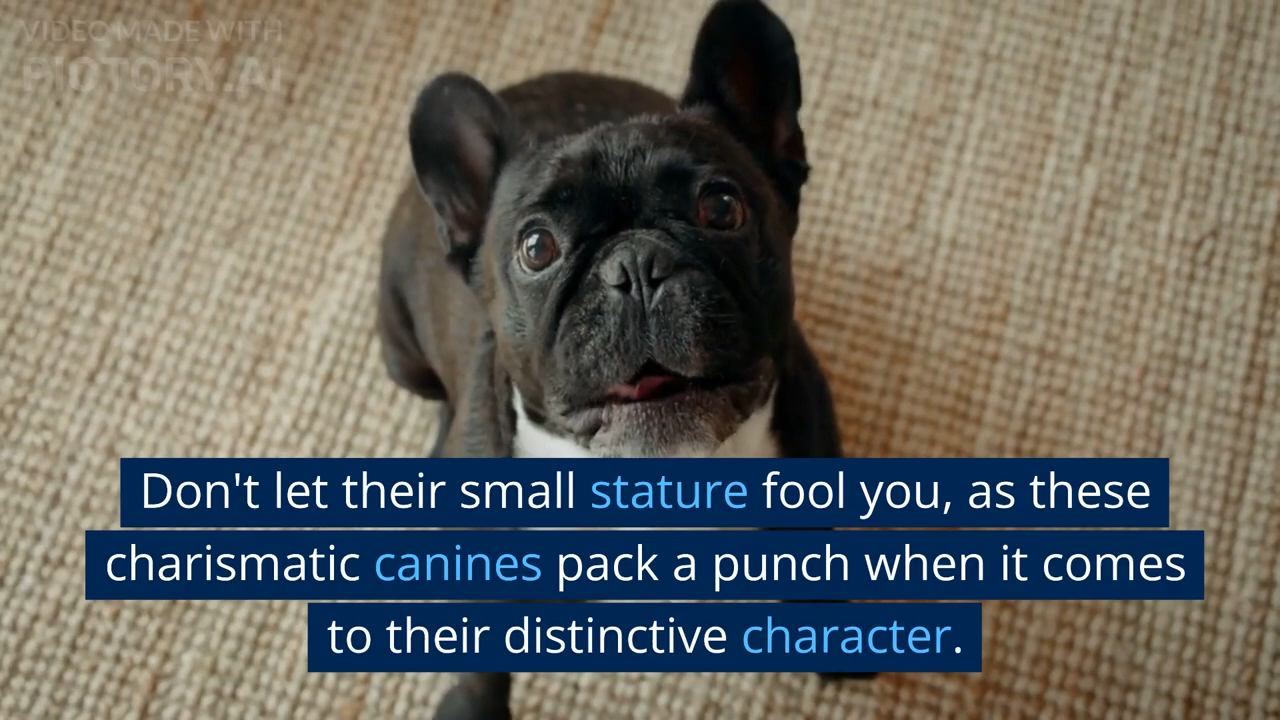 VIDEO MADE WITH
PICTORY.AI
Don't let their small stature fool you, as these
charismatic canines pack a punch when it comes
to their distinctive character.